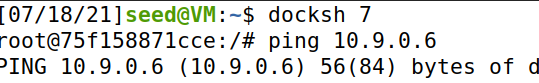 [07/18/21]seed@VM:~$ docksh 7
root@75f158871cce:/# ping 10.9.0.6
PING 10.9.0.6 (10.9.0.6) 56(84) bytes of d